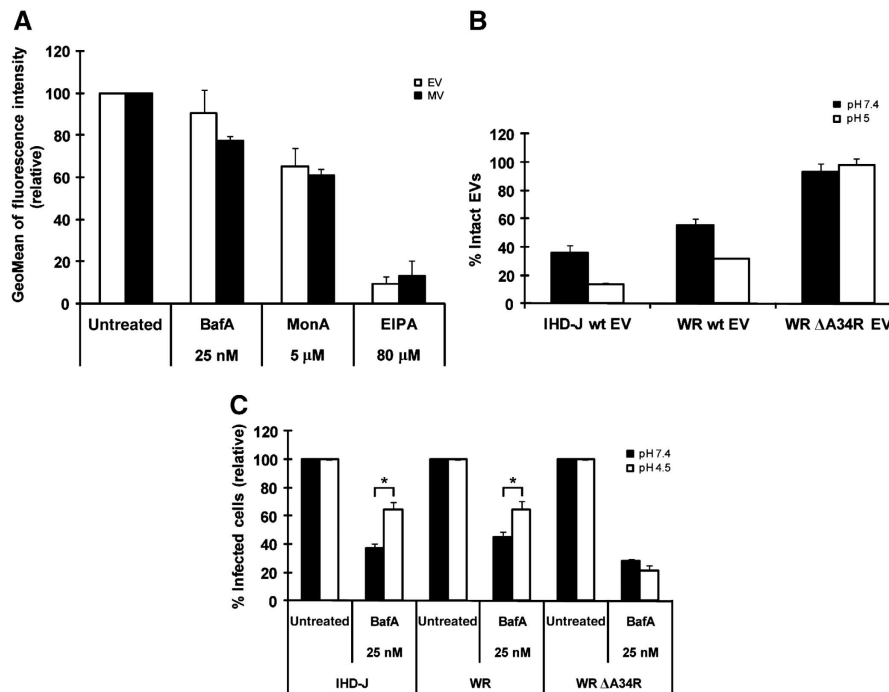 A
GeoMean of fluorescence intensity
(relative)
120
100
80
60
40
20
0
EV
MV
Untreated BafA MonA EIPA
25 nM 5 μM 80 μM
B
% Intact EVs
120
100
80
60
40
20
0
pH 7.4
pH 5
IHD-J wt EV WR wt EV WR ΔA34R EV
C
% Infected cells (relative)
120
100
80
60
40
20
0
* *
pH 7.4
pH 4.5
Untreated BafA Untreated BafA Untreated BafA
25 nM 25 nM 25 nM
IHD-J WR WR ΔA34R